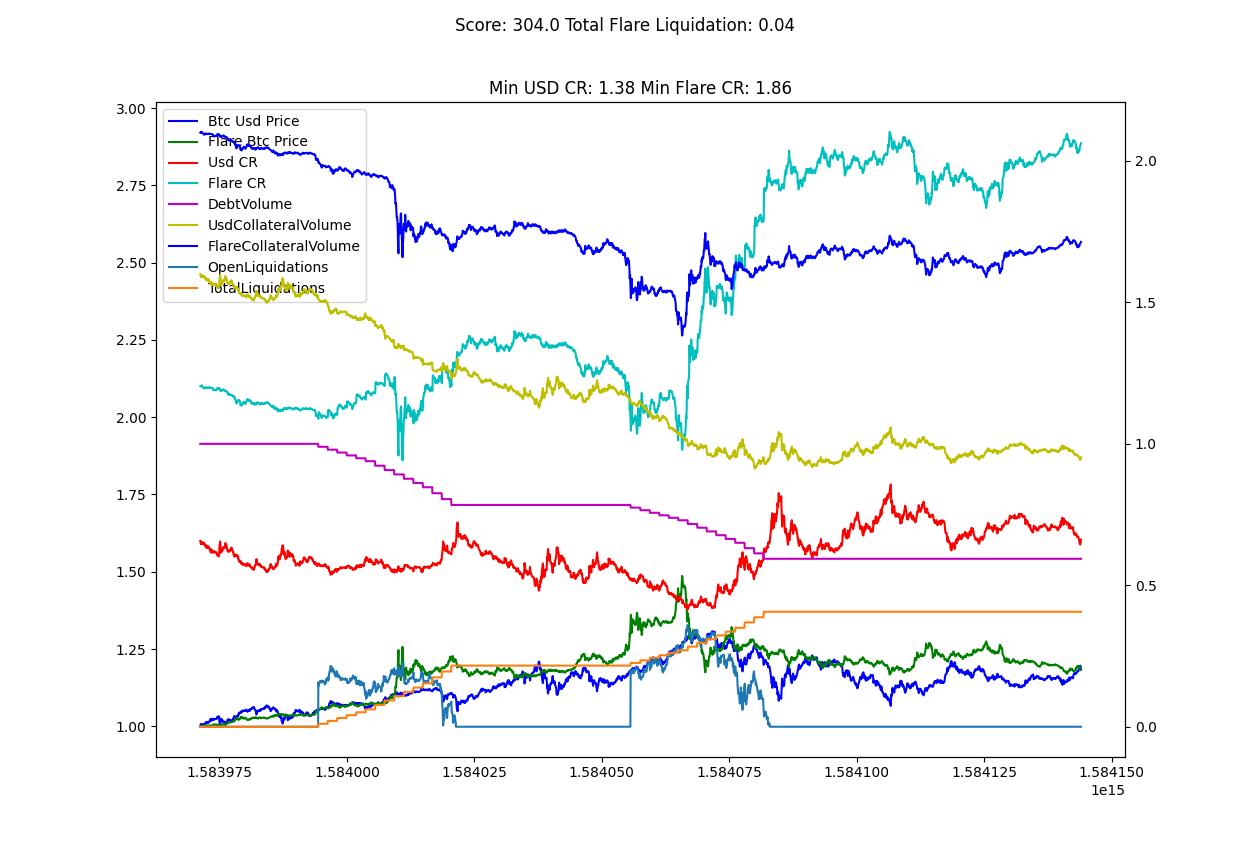 Score: 304.0 Total Flare Liquidation: 0.04
Min USD CR: 1.38 Min Flare CR: 1.86
3.00
2.75
2.50
2.25
2.00
1.75
1.50
1.25
1.00
Btc Usd Price
Flare Btc Price
Usd CR
Flare CR
DebtVolume
UsdCollateralVolume
FlareCollateralVolume
OpenLiquidations
TotalLiquidations
2.0
1.5
1.0
0.5
0.0
1.583975 1.584000 1.584025 1.584050 1.584075 1.584100 1.584125 1.584150
1e15